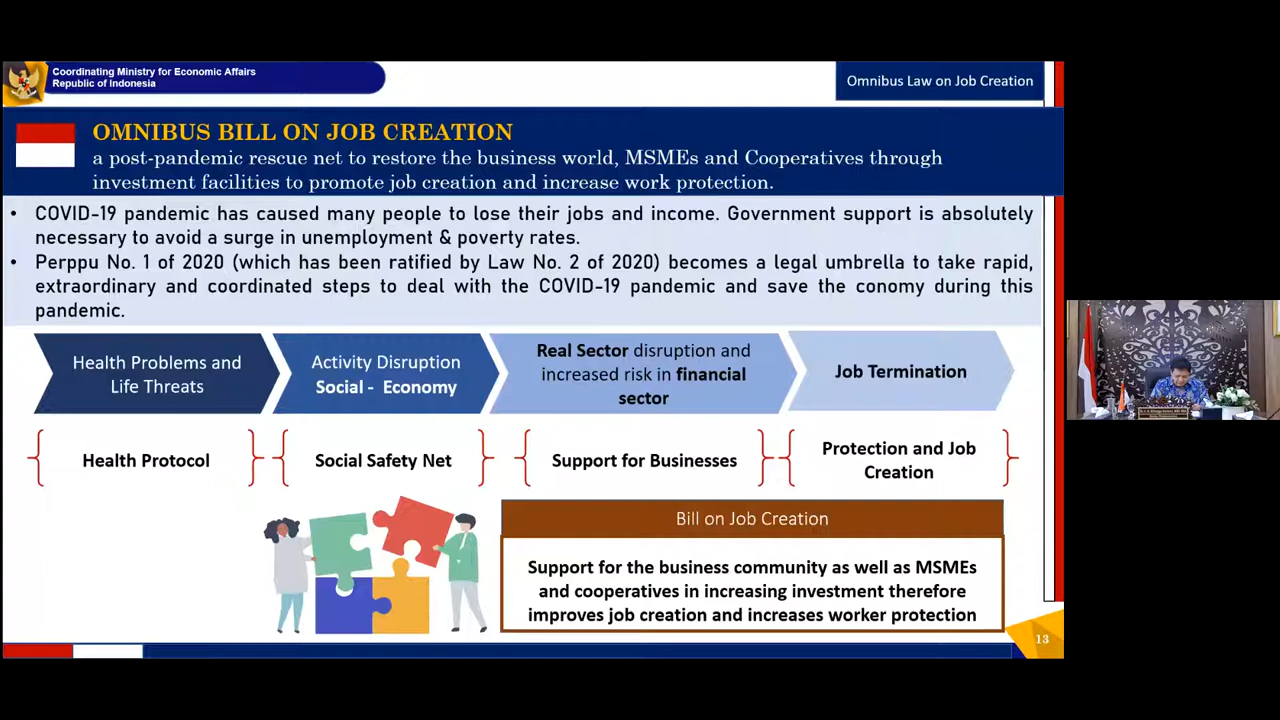 Coordinating Ministry for Economic Affairs
Republic of Indonesia
Omnibus Law on Job Creation
OMNIBUS BILL ON JOB CREATION
a post-pandemic rescue net to restore the business world, MSMEs and Cooperatives through
investment facilities to promote job creation and increase work protection.
• COVID-19 pandemic has caused many people to lose their jobs and income. Government support is absolutely
necessary to avoid a surge in unemployment & poverty rates.
• Perppu No. 1 of 2020 (which has been ratified by Law No. 2 of 2020) becomes a legal umbrella to take rapid,
extraordinary and coordinated steps to deal with the COVID-19 pandemic and save the conomy during this
pandemic.
Health Problems and
Life Threats
Activity Disruption
Social - Economy
Real Sector disruption and
increased risk in financial
sector
Job Termination
Health Protocol
Social Safety Net
Support for Businesses
Protection and Job
Creation
Bill on Job Creation
Support for the business community as well as MSMEs
and cooperatives in increasing investment therefore
improves job creation and increases worker protection
13